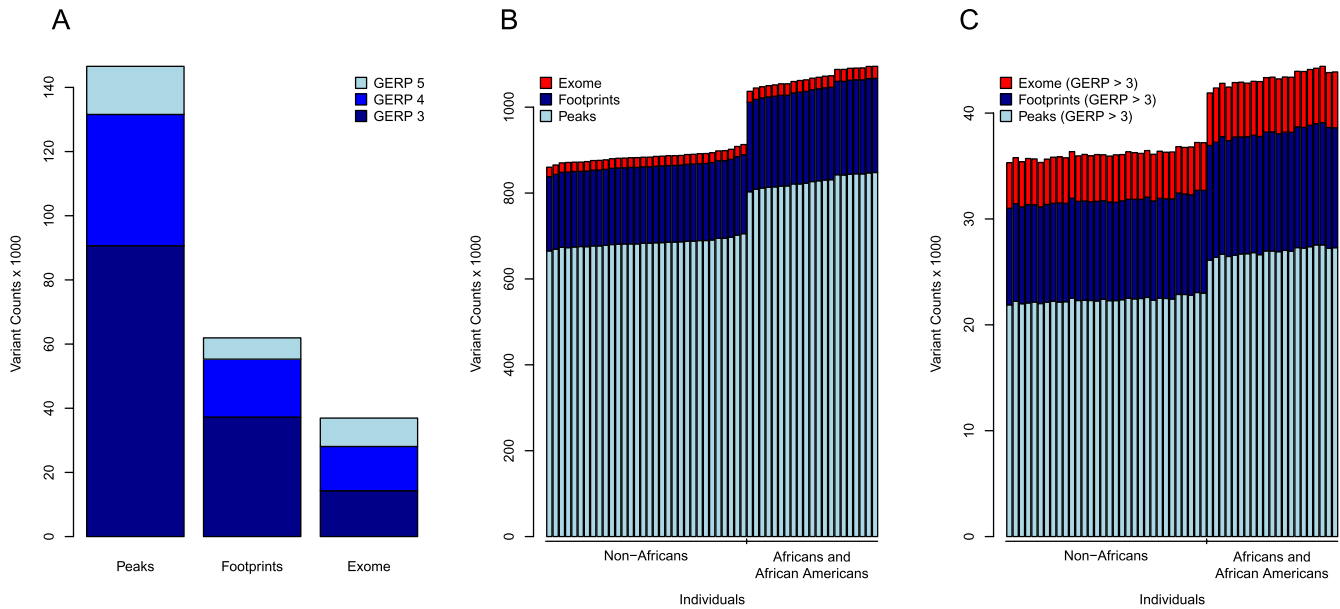 A
GERP 5
GERP 4
GERP 3
Variant Counts x 1000
140
120
100
80
60
40
20
0
Peaks
Footprints
Exome
B
Exome
Footprints
Peaks
Variant Counts x 1000
1000
800
600
400
200
0
Non−Africans
Africans and
African Americans
Individuals
C
Exome (GERP > 3)
Footprints (GERP > 3)
Peaks (GERP > 3)
Variant Counts x 1000
40
30
20
10
0
Non−Africans
Africans and
African Americans
Individuals